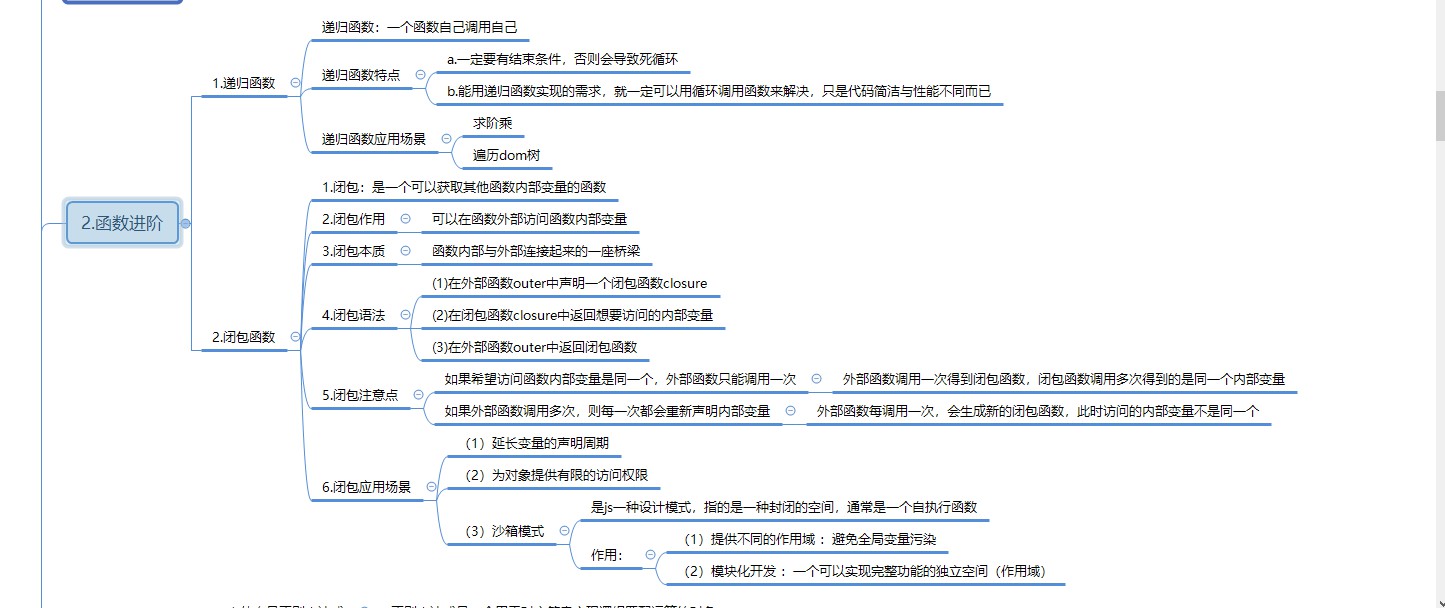 递归函数：一个函数自己调用自己
a.一定要有结束条件，否则会导致死循环
递归函数特点
1.递归函数
b.能用递归函数实现的需求，就一定可以用循环调用函数来解决，只是代码简洁与性能不同而已
求阶乘
递归函数应用场景
遍历dom树
1.闭包：是一个可以获取其他函数内部变量的函数
2.函数进阶
2.闭包作用
可以在函数外部访问函数内部变量
3.闭包本质
函数内部与外部连接起来的一座桥梁
(1)在外部函数outer中声明一个闭包函数closure
4.闭包语法
(2)在闭包函数closure中返回想要访问的内部变量
2.闭包函数
(3)在外部函数outer中返回闭包函数
如果希望访问函数内部变量是同一个，外部函数只能调用一次
外部函数调用一次得到闭包函数，闭包函数调用多次得到的是同一个内部变量
5.闭包注意点
如果外部函数调用多次，则每一次都会重新声明内部变量
外部函数每调用一次，会生成新的闭包函数，此时访问的内部变量不是同一个
（1）延长变量的声明周期
（2）为对象提供有限的访问权限
6.闭包应用场景
是js一种设计模式，指的是一种封闭的空间，通常是一个自执行函数
（3）沙箱模式
（1）提供不同的作用域 ：避免全局变量污染
作用：
（2）模块化开发 ：一个可以实现完整功能的独立空间（作用域）